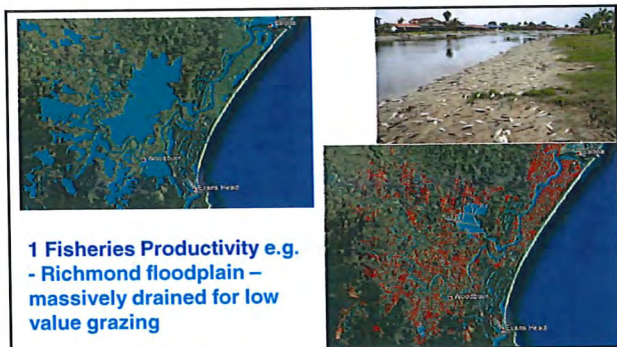 Woodburn
Evans Head
1 Fisheries Productivity e.g.
- Richmond floodplain –
massively drained for low
value grazing
Woodburn
Evans Head